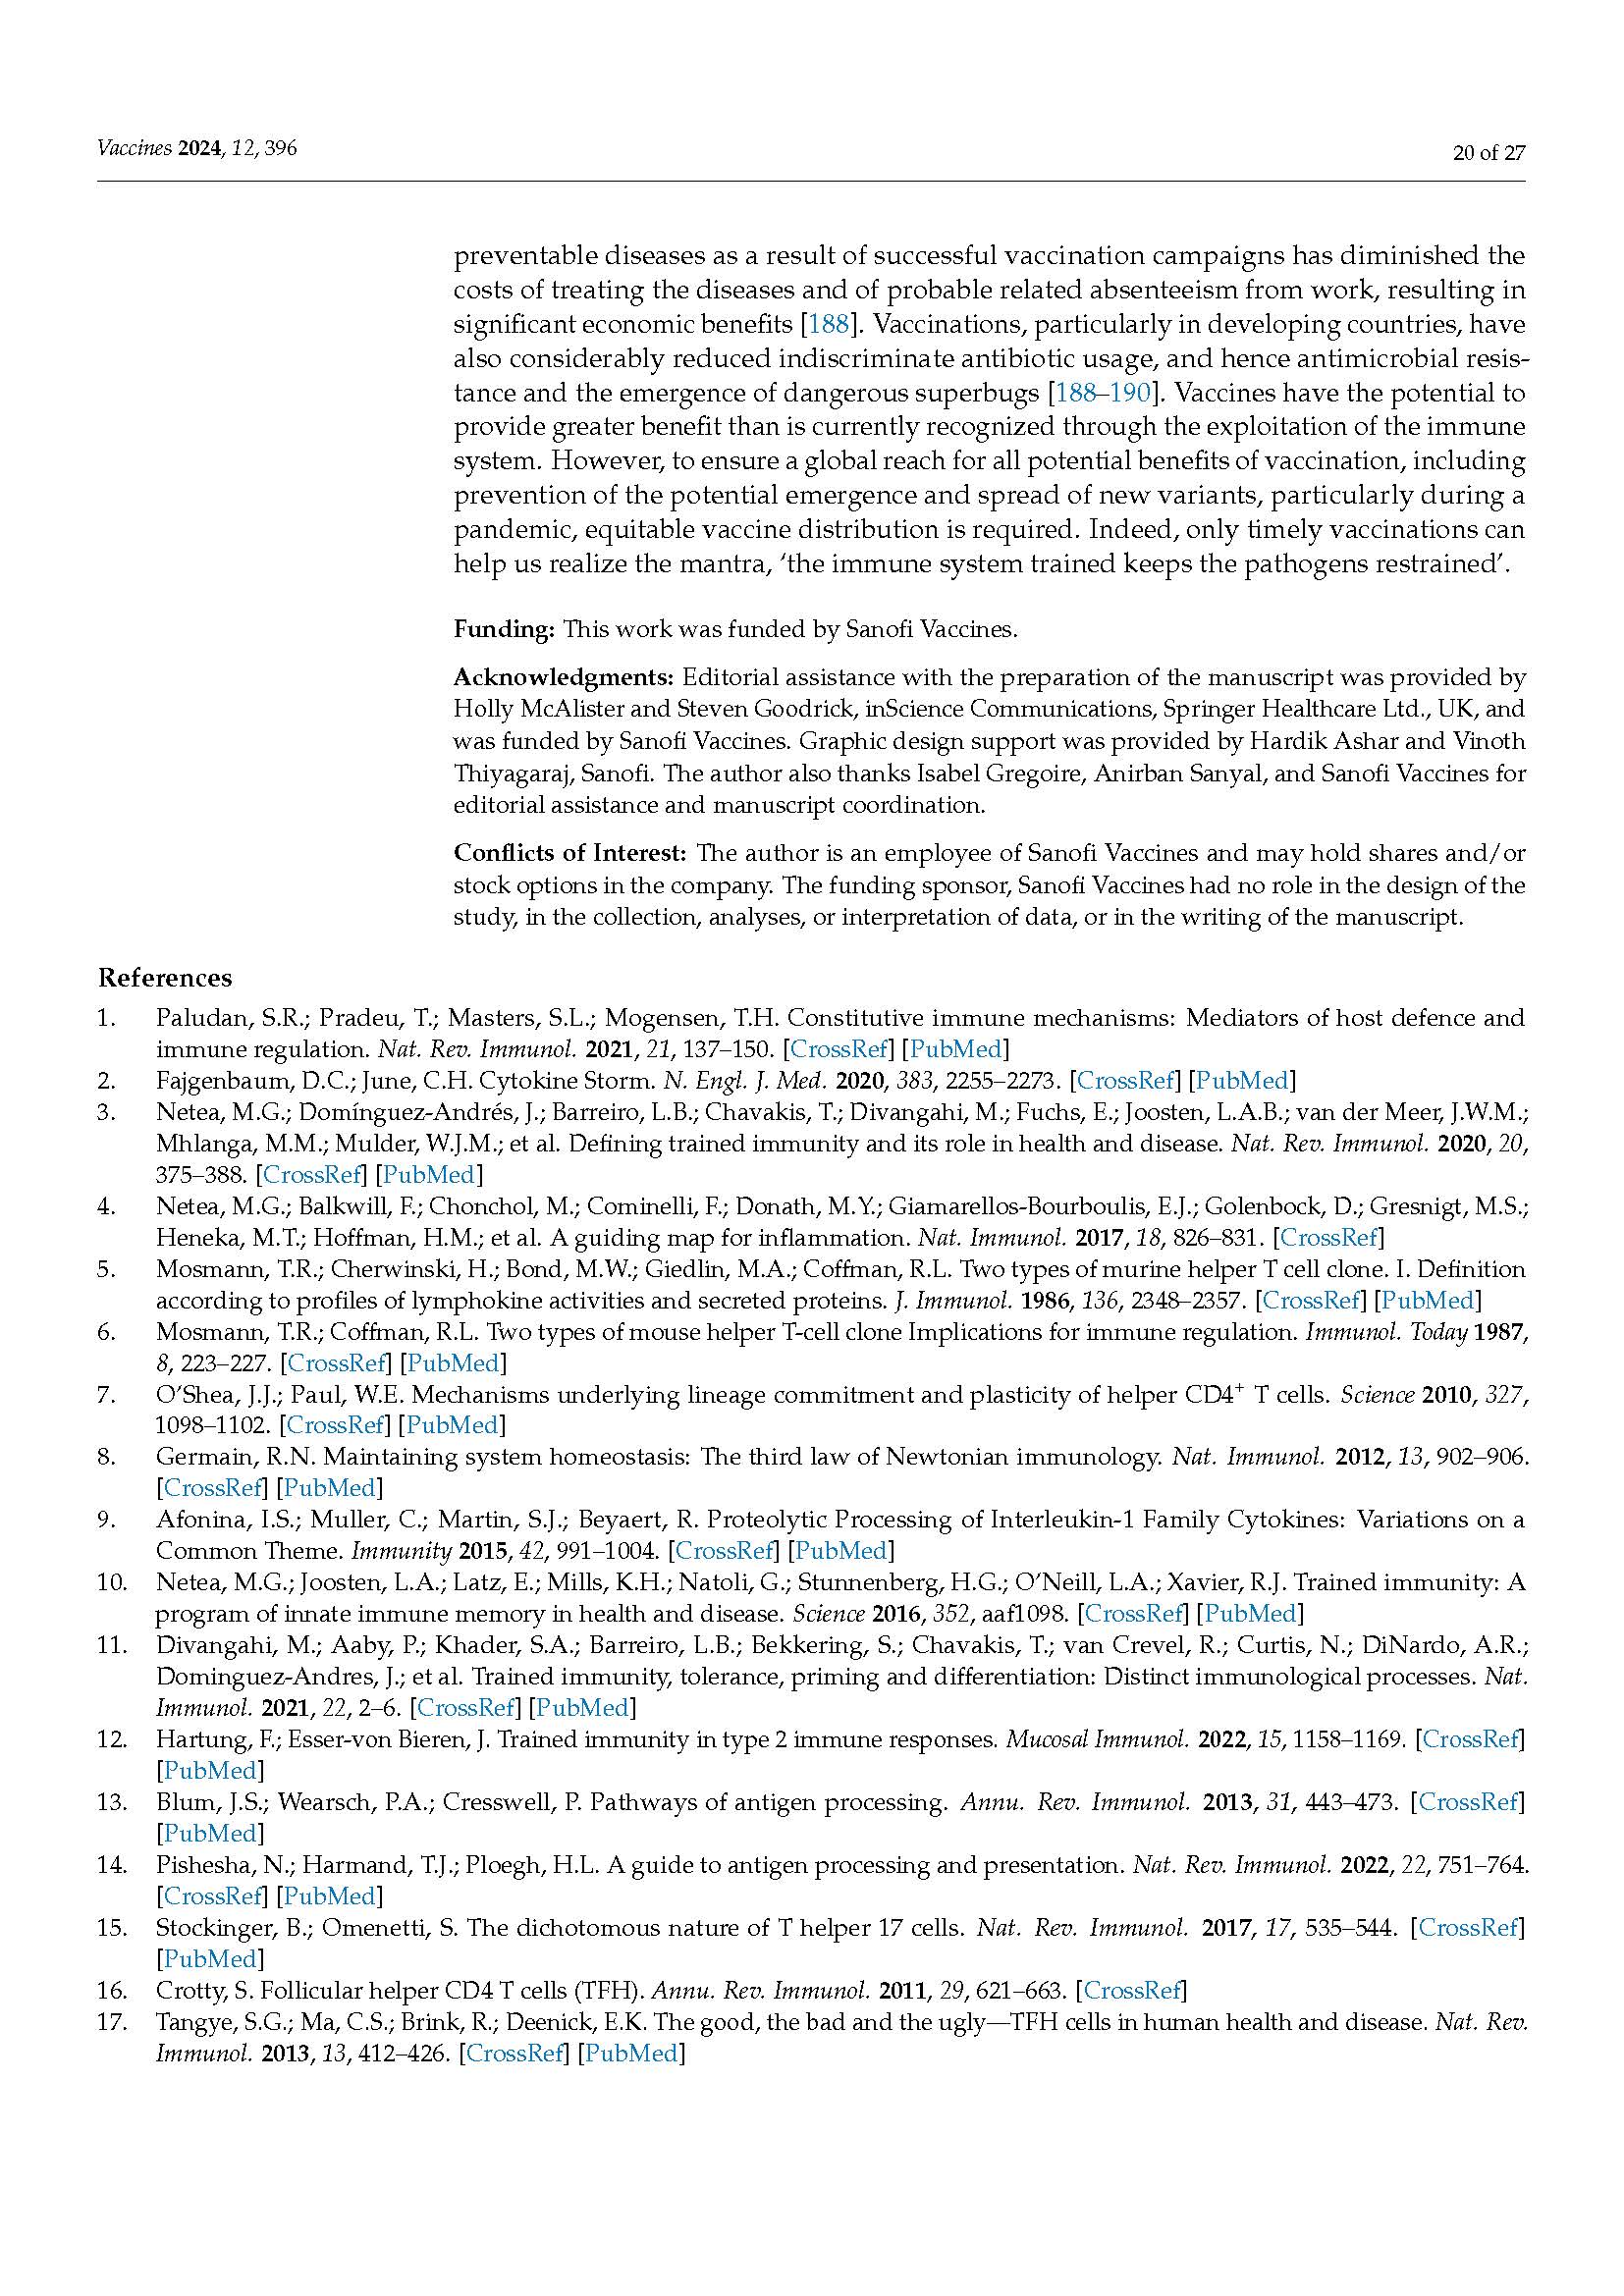 Vaccines 2024, 12, 396
20 of 27
preventable diseases as a result of successful vaccination campaigns has diminished the
costs of treating the diseases and of probable related absenteeism from work, resulting in
significant economic benefits [188]. Vaccinations, particularly in developing countries, have
also considerably reduced indiscriminate antibiotic usage, and hence antimicrobial resis-
tance and the emergence of dangerous superbugs [188–190]. Vaccines have the potential to
provide greater benefit than is currently recognized through the exploitation of the immune
system. However, to ensure a global reach for all potential benefits of vaccination, including
prevention of the potential emergence and spread of new variants, particularly during a
pandemic, equitable vaccine distribution is required. Indeed, only timely vaccinations can
help us realize the mantra, ‘the immune system trained keeps the pathogens restrained’.
Funding: This work was funded by Sanofi Vaccines.
Acknowledgments: Editorial assistance with the preparation of the manuscript was provided by
Holly McAlister and Steven Goodrick, inScience Communications, Springer Healthcare Ltd., UK, and
was funded by Sanofi Vaccines. Graphic design support was provided by Hardik Ashar and Vinoth
Thiyagaraj, Sanofi. The author also thanks Isabel Gregoire, Anirban Sanyal, and Sanofi Vaccines for
editorial assistance and manuscript coordination.
Conflicts of Interest: The author is an employee of Sanofi Vaccines and may hold shares and/or
stock options in the company. The funding sponsor, Sanofi Vaccines had no role in the design of the
study, in the collection, analyses, or interpretation of data, or in the writing of the manuscript.
References
1. Paludan, S.R.; Pradeu, T.; Masters, S.L.; Mogensen, T.H. Constitutive immune mechanisms: Mediators of host defence and
immune regulation. Nat. Rev. Immunol. 2021, 21, 137–150. [CrossRef] [PubMed]
2. Fajgenbaum, D.C.; June, C.H. Cytokine Storm. N. Engl. J. Med. 2020, 383, 2255–2273. [CrossRef] [PubMed]
3. Netea, M.G.; Domínguez-Andrés, J.; Barreiro, L.B.; Chavakis, T.; Divangahi, M.; Fuchs, E.; Joosten, L.A.B.; van der Meer, J.W.M.;
Mhlanga, M.M.; Mulder, W.J.M.; et al. Defining trained immunity and its role in health and disease. Nat. Rev. Immunol. 2020, 20,
375–388. [CrossRef] [PubMed]
4. Netea, M.G.; Balkwill, F.; Chonchol, M.; Cominelli, F.; Donath, M.Y.; Giamarellos-Bourboulis, E.J.; Golenbock, D.; Gresnigt, M.S.;
Heneka, M.T.; Hoffman, H.M.; et al. A guiding map for inflammation. Nat. Immunol. 2017, 18, 826–831. [CrossRef]
5. Mosmann, T.R.; Cherwinski, H.; Bond, M.W.; Giedlin, M.A.; Coffman, R.L. Two types of murine helper T cell clone. I. Definition
according to profiles of lymphokine activities and secreted proteins. J. Immunol. 1986, 136, 2348–2357. [CrossRef] [PubMed]
6. Mosmann, T.R.; Coffman, R.L. Two types of mouse helper T-cell clone Implications for immune regulation. Immunol. Today 1987,
8, 223–227. [CrossRef] [PubMed]
7. O’Shea, J.J.; Paul, W.E. Mechanisms underlying lineage commitment and plasticity of helper CD4⁺ T cells. Science 2010, 327,
1098–1102. [CrossRef] [PubMed]
8. Germain, R.N. Maintaining system homeostasis: The third law of Newtonian immunology. Nat. Immunol. 2012, 13, 902–906.
[CrossRef] [PubMed]
9. Afonina, I.S.; Muller, C.; Martin, S.J.; Beyaert, R. Proteolytic Processing of Interleukin-1 Family Cytokines: Variations on a
Common Theme. Immunity 2015, 42, 991–1004. [CrossRef] [PubMed]
10. Netea, M.G.; Joosten, L.A.; Latz, E.; Mills, K.H.; Natoli, G.; Stunnenberg, H.G.; O’Neill, L.A.; Xavier, R.J. Trained immunity: A
program of innate immune memory in health and disease. Science 2016, 352, aaf1098. [CrossRef] [PubMed]
11. Divangahi, M.; Aaby, P.; Khader, S.A.; Barreiro, L.B.; Bekkering, S.; Chavakis, T.; van Crevel, R.; Curtis, N.; DiNardo, A.R.;
Dominguez-Andres, J.; et al. Trained immunity, tolerance, priming and differentiation: Distinct immunological processes. Nat.
Immunol. 2021, 22, 2–6. [CrossRef] [PubMed]
12. Hartung, F.; Esser-von Bieren, J. Trained immunity in type 2 immune responses. Mucosal Immunol. 2022, 15, 1158–1169. [CrossRef]
[PubMed]
13. Blum, J.S.; Wearsch, P.A.; Cresswell, P. Pathways of antigen processing. Annu. Rev. Immunol. 2013, 31, 443–473. [CrossRef]
[PubMed]
14. Pishesha, N.; Harmand, T.J.; Ploegh, H.L. A guide to antigen processing and presentation. Nat. Rev. Immunol. 2022, 22, 751–764.
[CrossRef] [PubMed]
15. Stockinger, B.; Omenetti, S. The dichotomous nature of T helper 17 cells. Nat. Rev. Immunol. 2017, 17, 535–544. [CrossRef]
[PubMed]
16. Crotty, S. Follicular helper CD4 T cells (TFH). Annu. Rev. Immunol. 2011, 29, 621–663. [CrossRef]
17. Tangye, S.G.; Ma, C.S.; Brink, R.; Deenick, E.K. The good, the bad and the ugly—TFH cells in human health and disease. Nat. Rev.
Immunol. 2013, 13, 412–426. [CrossRef] [PubMed]